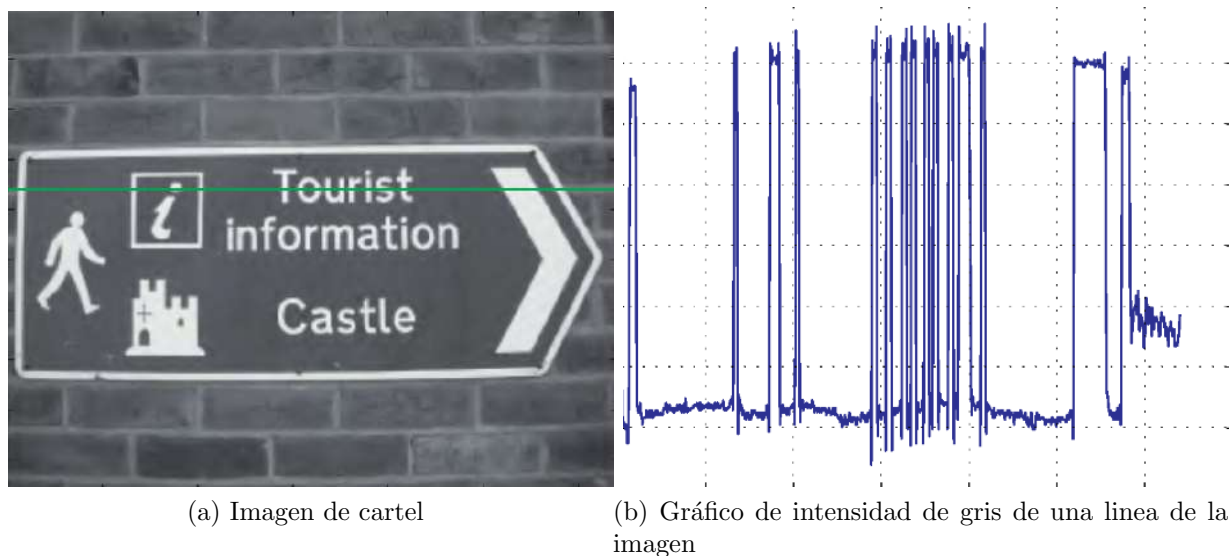 i
Tourist
information
Castle
(a) Imagen de cartel
(b) Gráfico de intensidad de gris de una linea de la
imagen